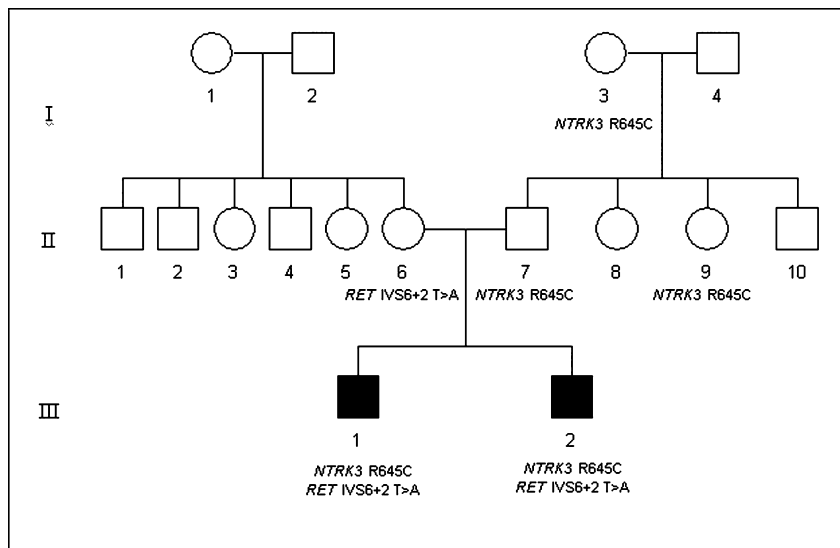 1 2 3 4
I
NTRK3 R645C
II
1 2 3 4 5 6 7 8 9 10
RET IVS6+2 T>A NTRK3 R645C NTRK3 R645C
III
1 2
NTRK3 R645C NTRK3 R645C
RET IVS6+2 T>A RET IVS6+2 T>A